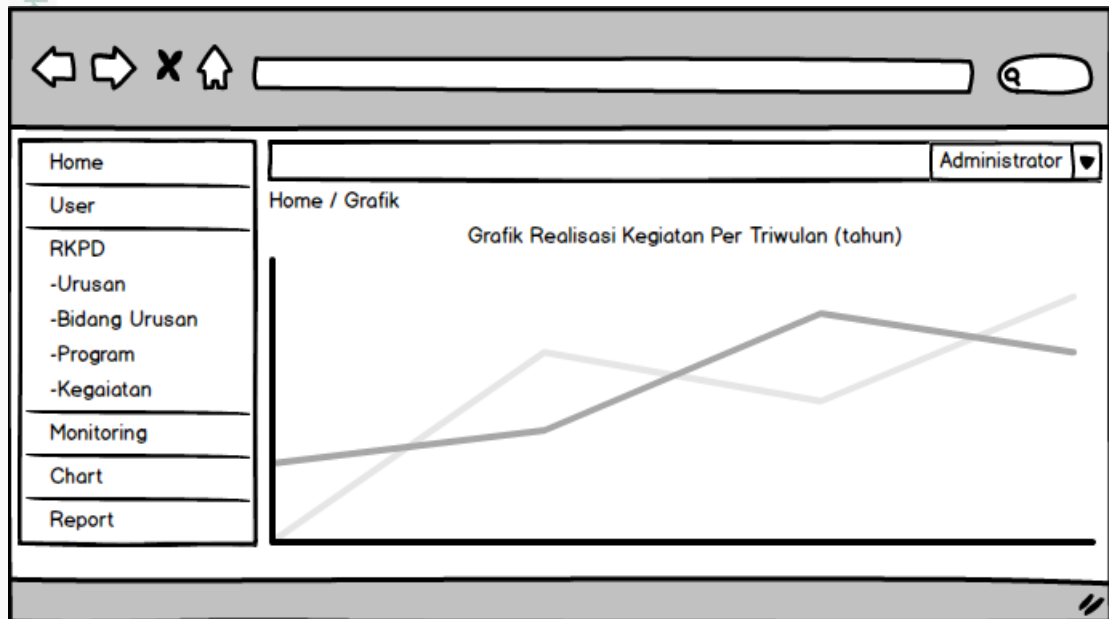 Home
User
RKPD
-Urusan
-Bidang Urusan
-Program
-Kegaiatan
Monitoring
Chart
Report
Administrator
Home / Grafik
Grafik Realisasi Kegiatan Per Triwulan (tahun)